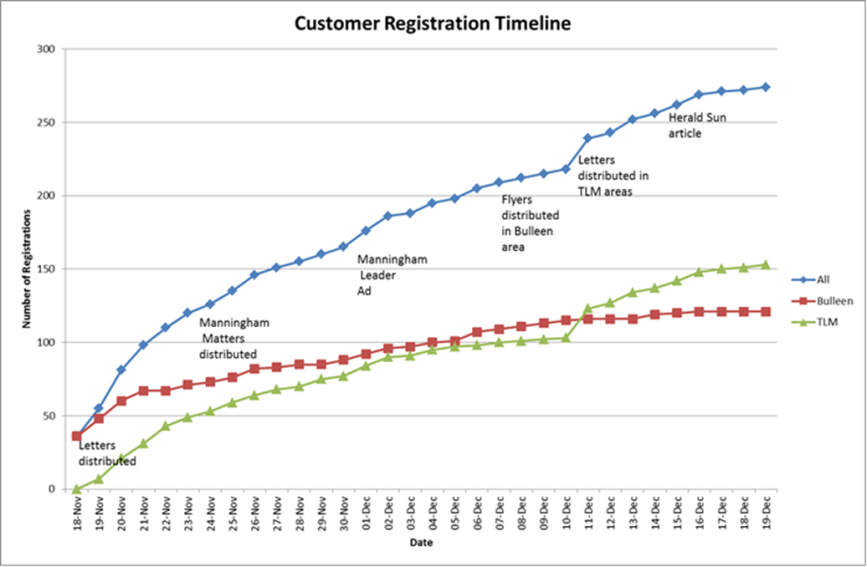 Customer Registration Timeline
Number of Registrations
300
250
200
150
100
50
0
Letters
distributed
Manningham
Matters
distributed
Manningham
Leader
Ad
Flyers
distributed
in Bulleen
area
Letters
distributed in
TLM areas
Herald Sun
article
All
Bulleen
TLM
18-Nov
19-Nov
20-Nov
21-Nov
22-Nov
23-Nov
24-Nov
25-Nov
26-Nov
27-Nov
28-Nov
29-Nov
30-Nov
01-Dec
02-Dec
03-Dec
04-Dec
05-Dec
06-Dec
07-Dec
08-Dec
09-Dec
10-Dec
11-Dec
12-Dec
13-Dec
14-Dec
15-Dec
16-Dec
17-Dec
18-Dec
19-Dec
Date